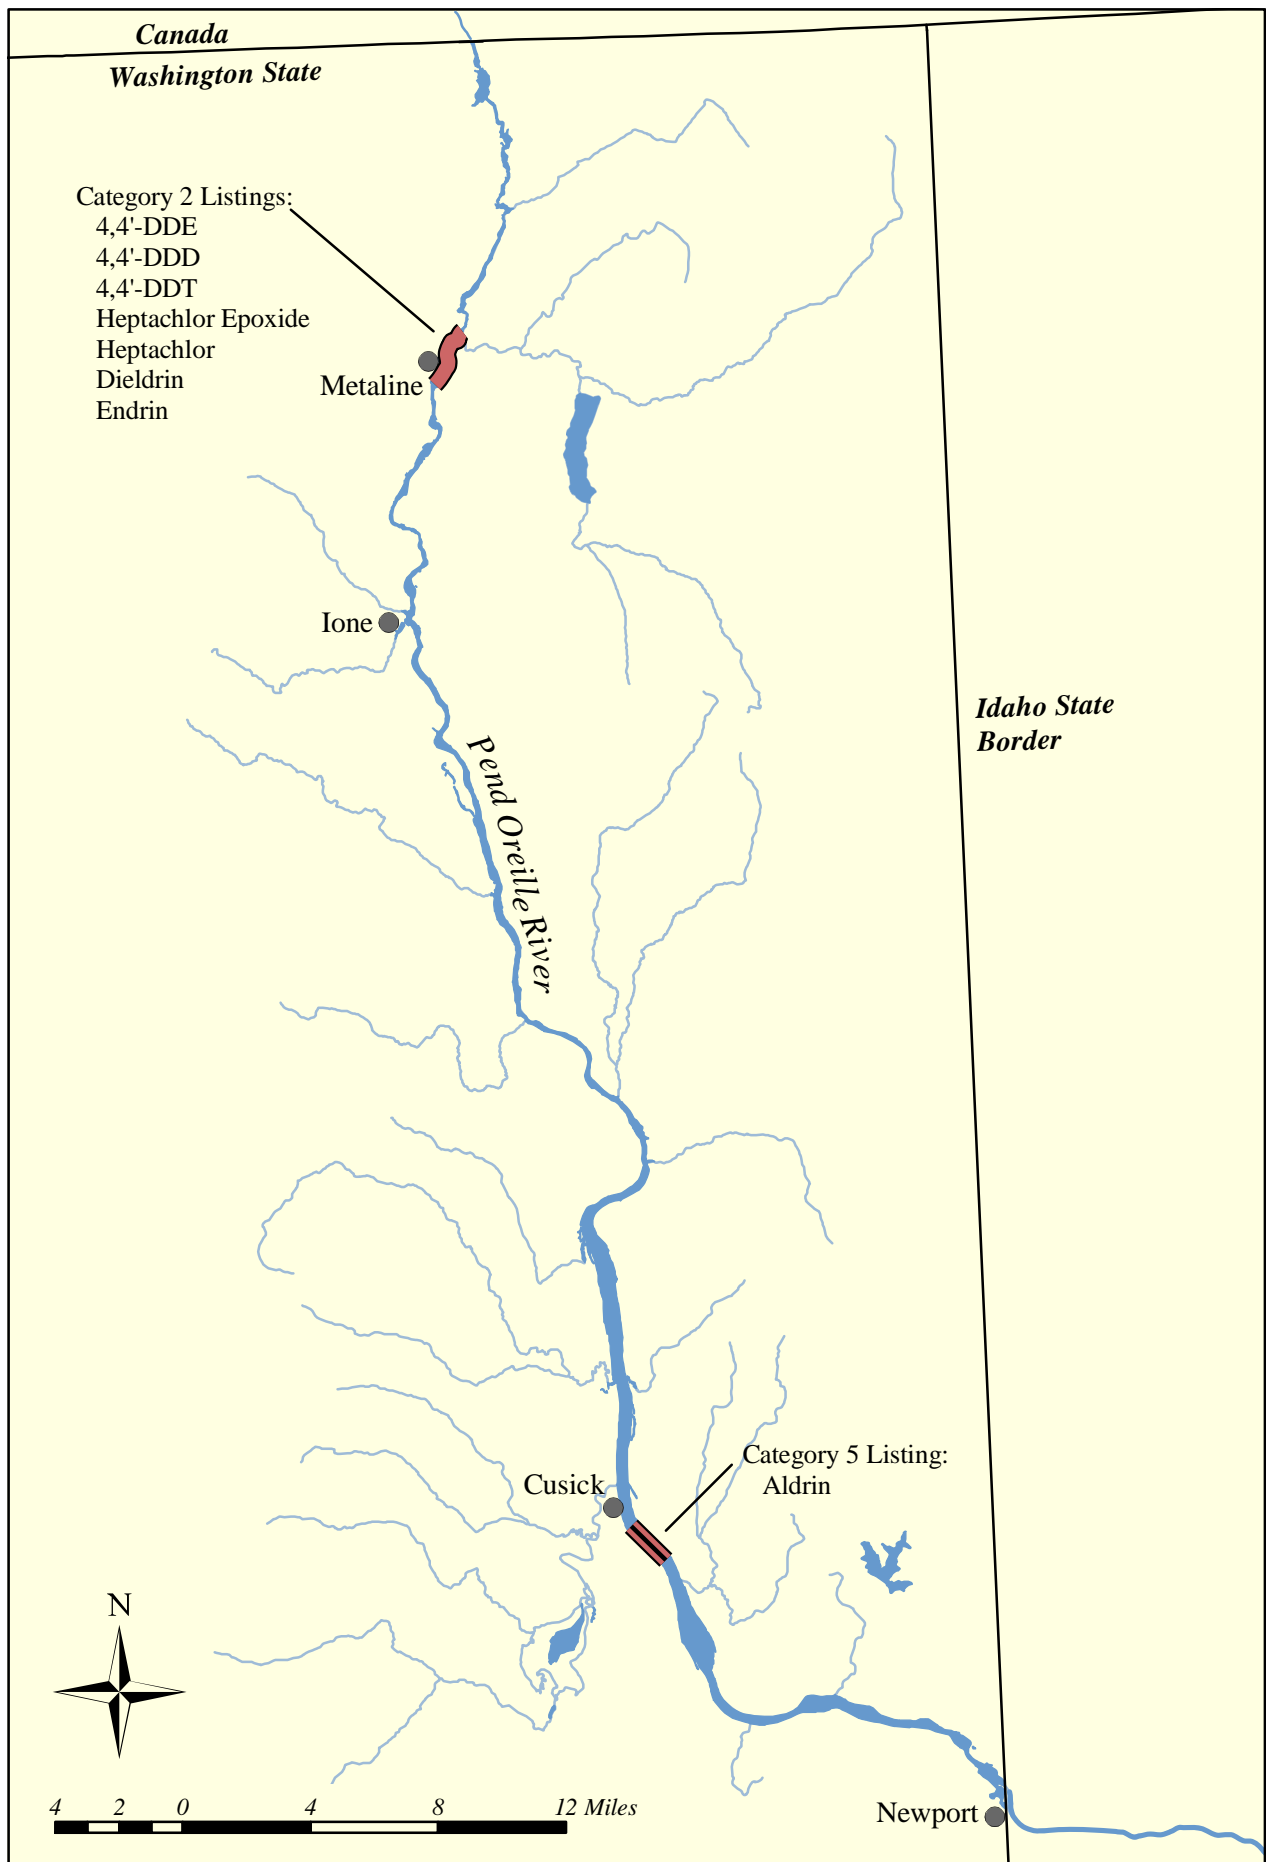 Canada
Washington State
Category 2 Listings:
4,4'-DDE
4,4'-DDD
4,4'-DDT
Heptachlor Epoxide
Heptachlor
Dieldrin
Endrin
Metaline
Ione
Idaho State
Border
Pend Oreille River
Category 5 Listing:
Aldrin
Cusick
N
4 2 0 4 8 12 Miles
Newport